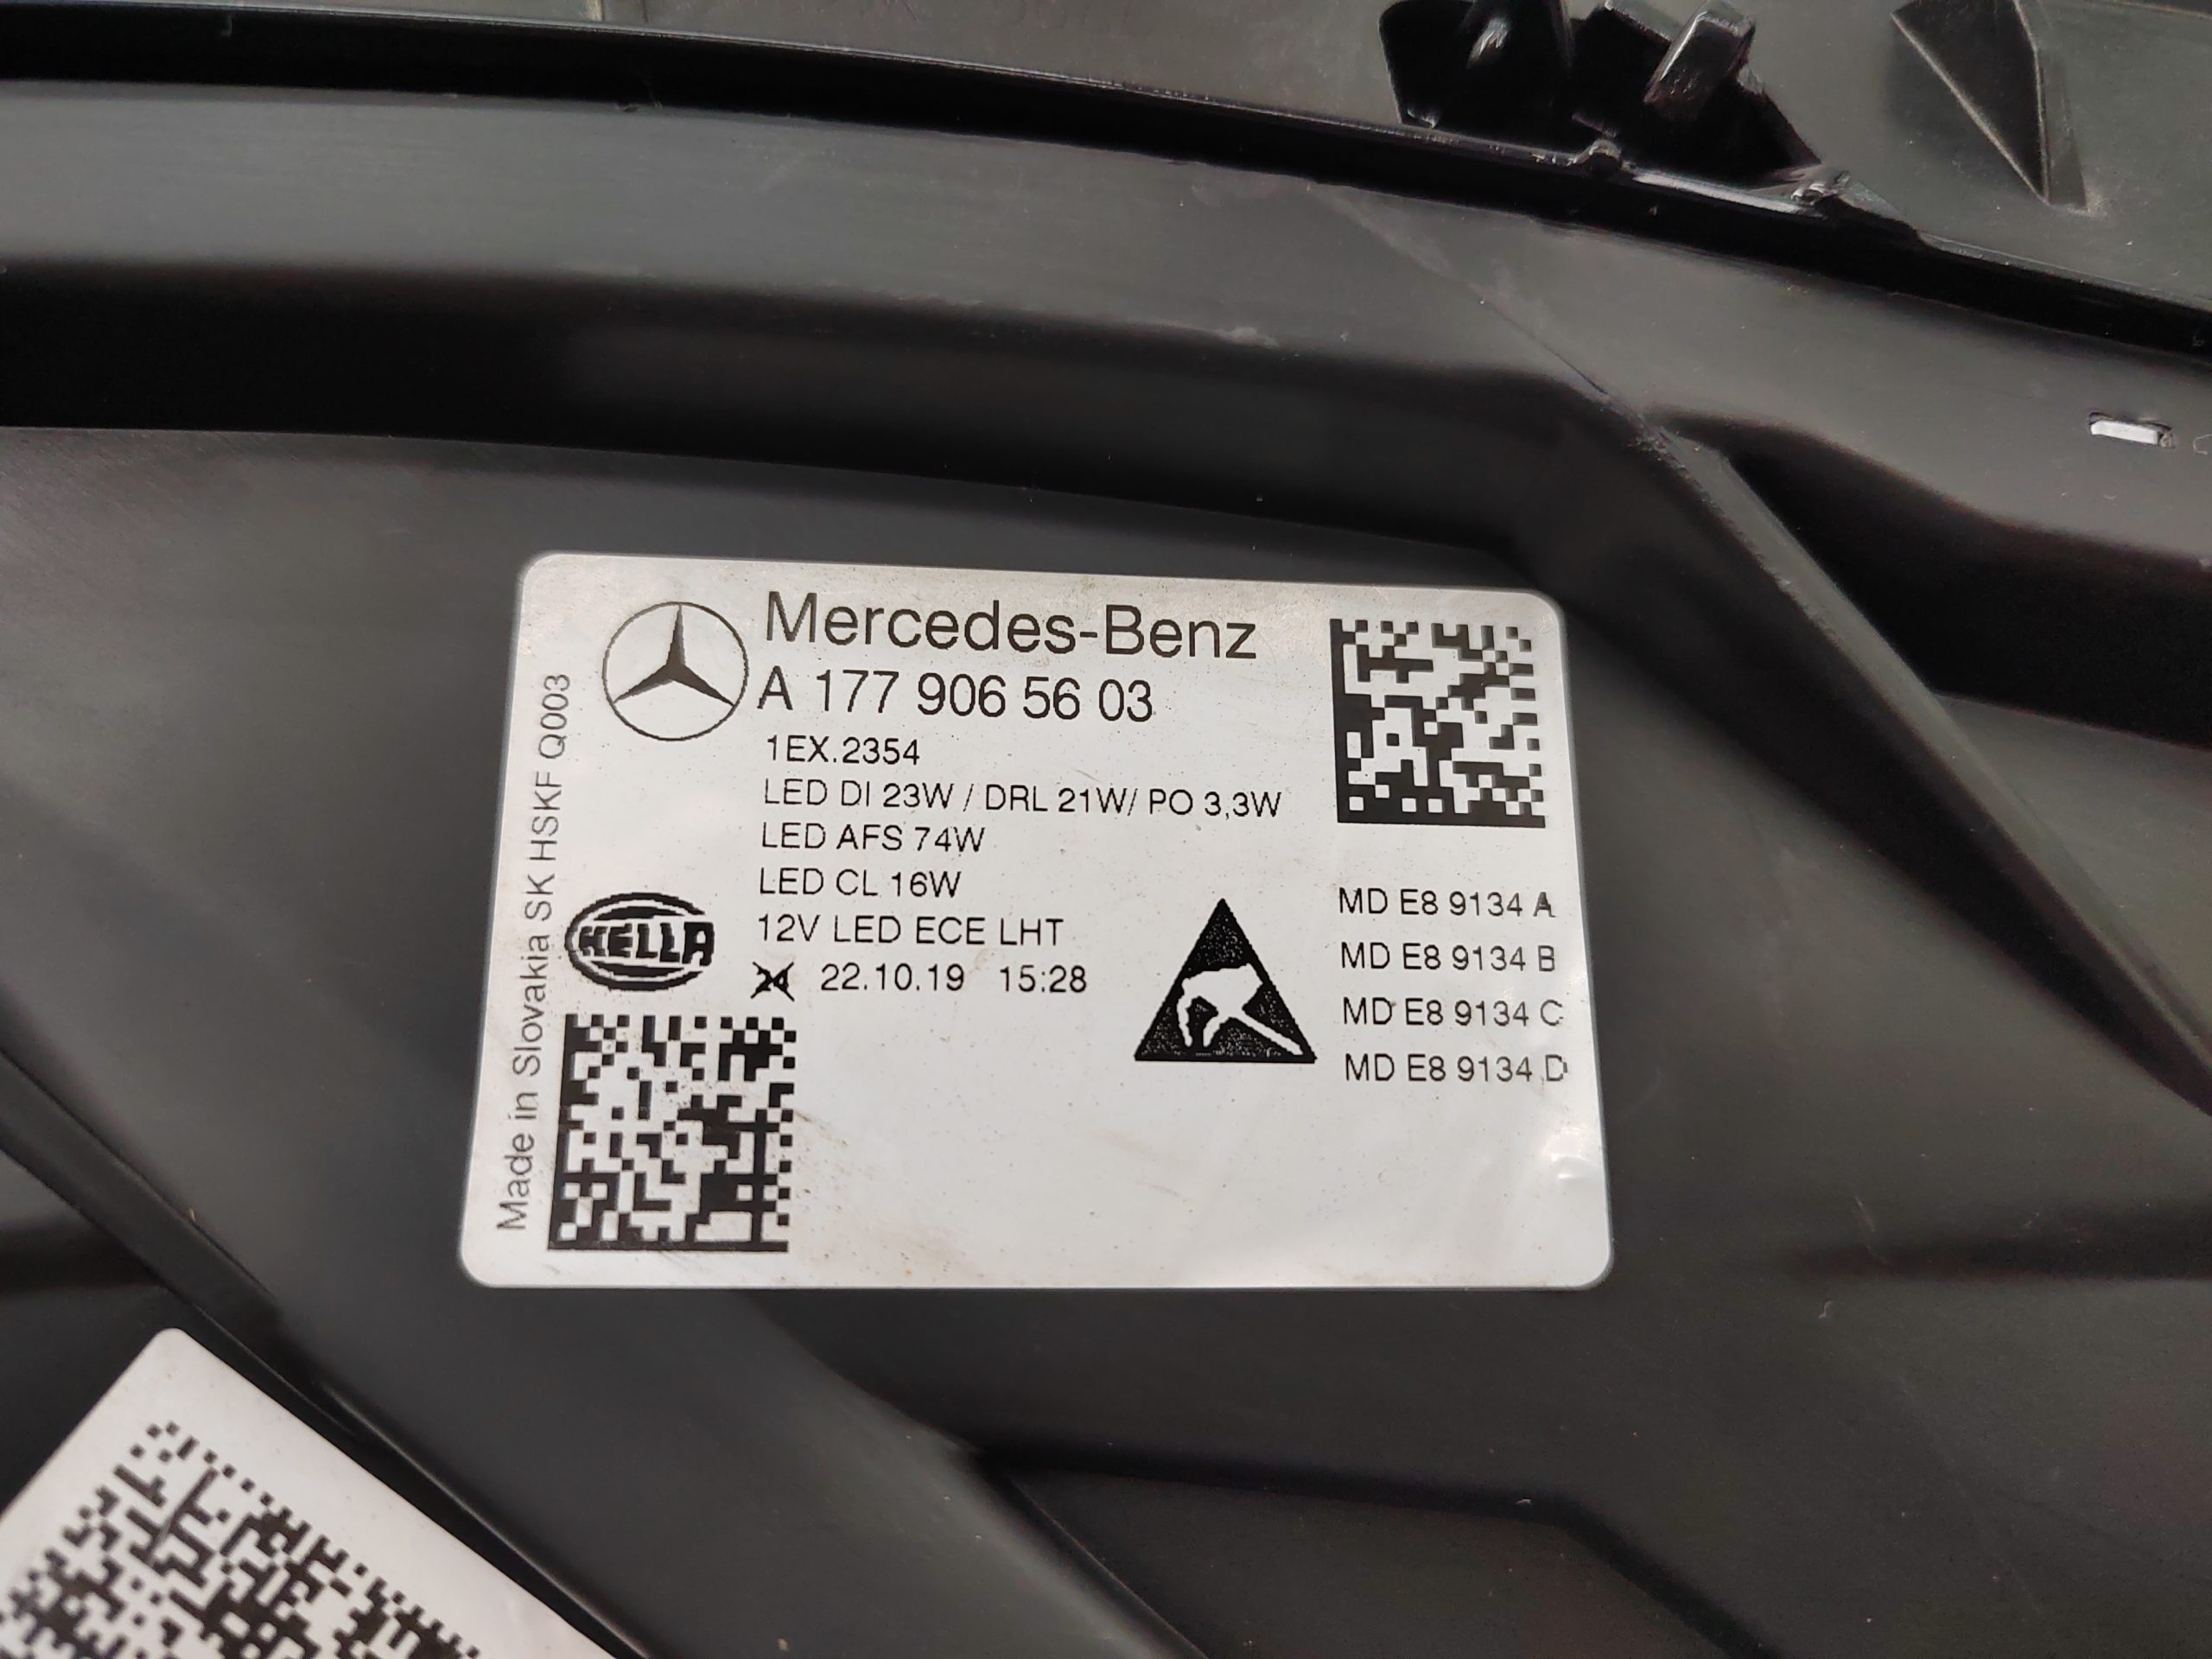 Mercedes-Benz
A 177 906 56 03
1EX.2354
LED DI 23W / DRL 21W/ PO 3,3W
LED AFS 74W
LED CL 16W
12V LED ECE LHT
24 22.10.19 15:28
HELLA
Made in Slovakia SK HSKF Q003
MD E8 9134 A
MD E8 9134 B
MD E8 9134 C
MD E8 9134 D